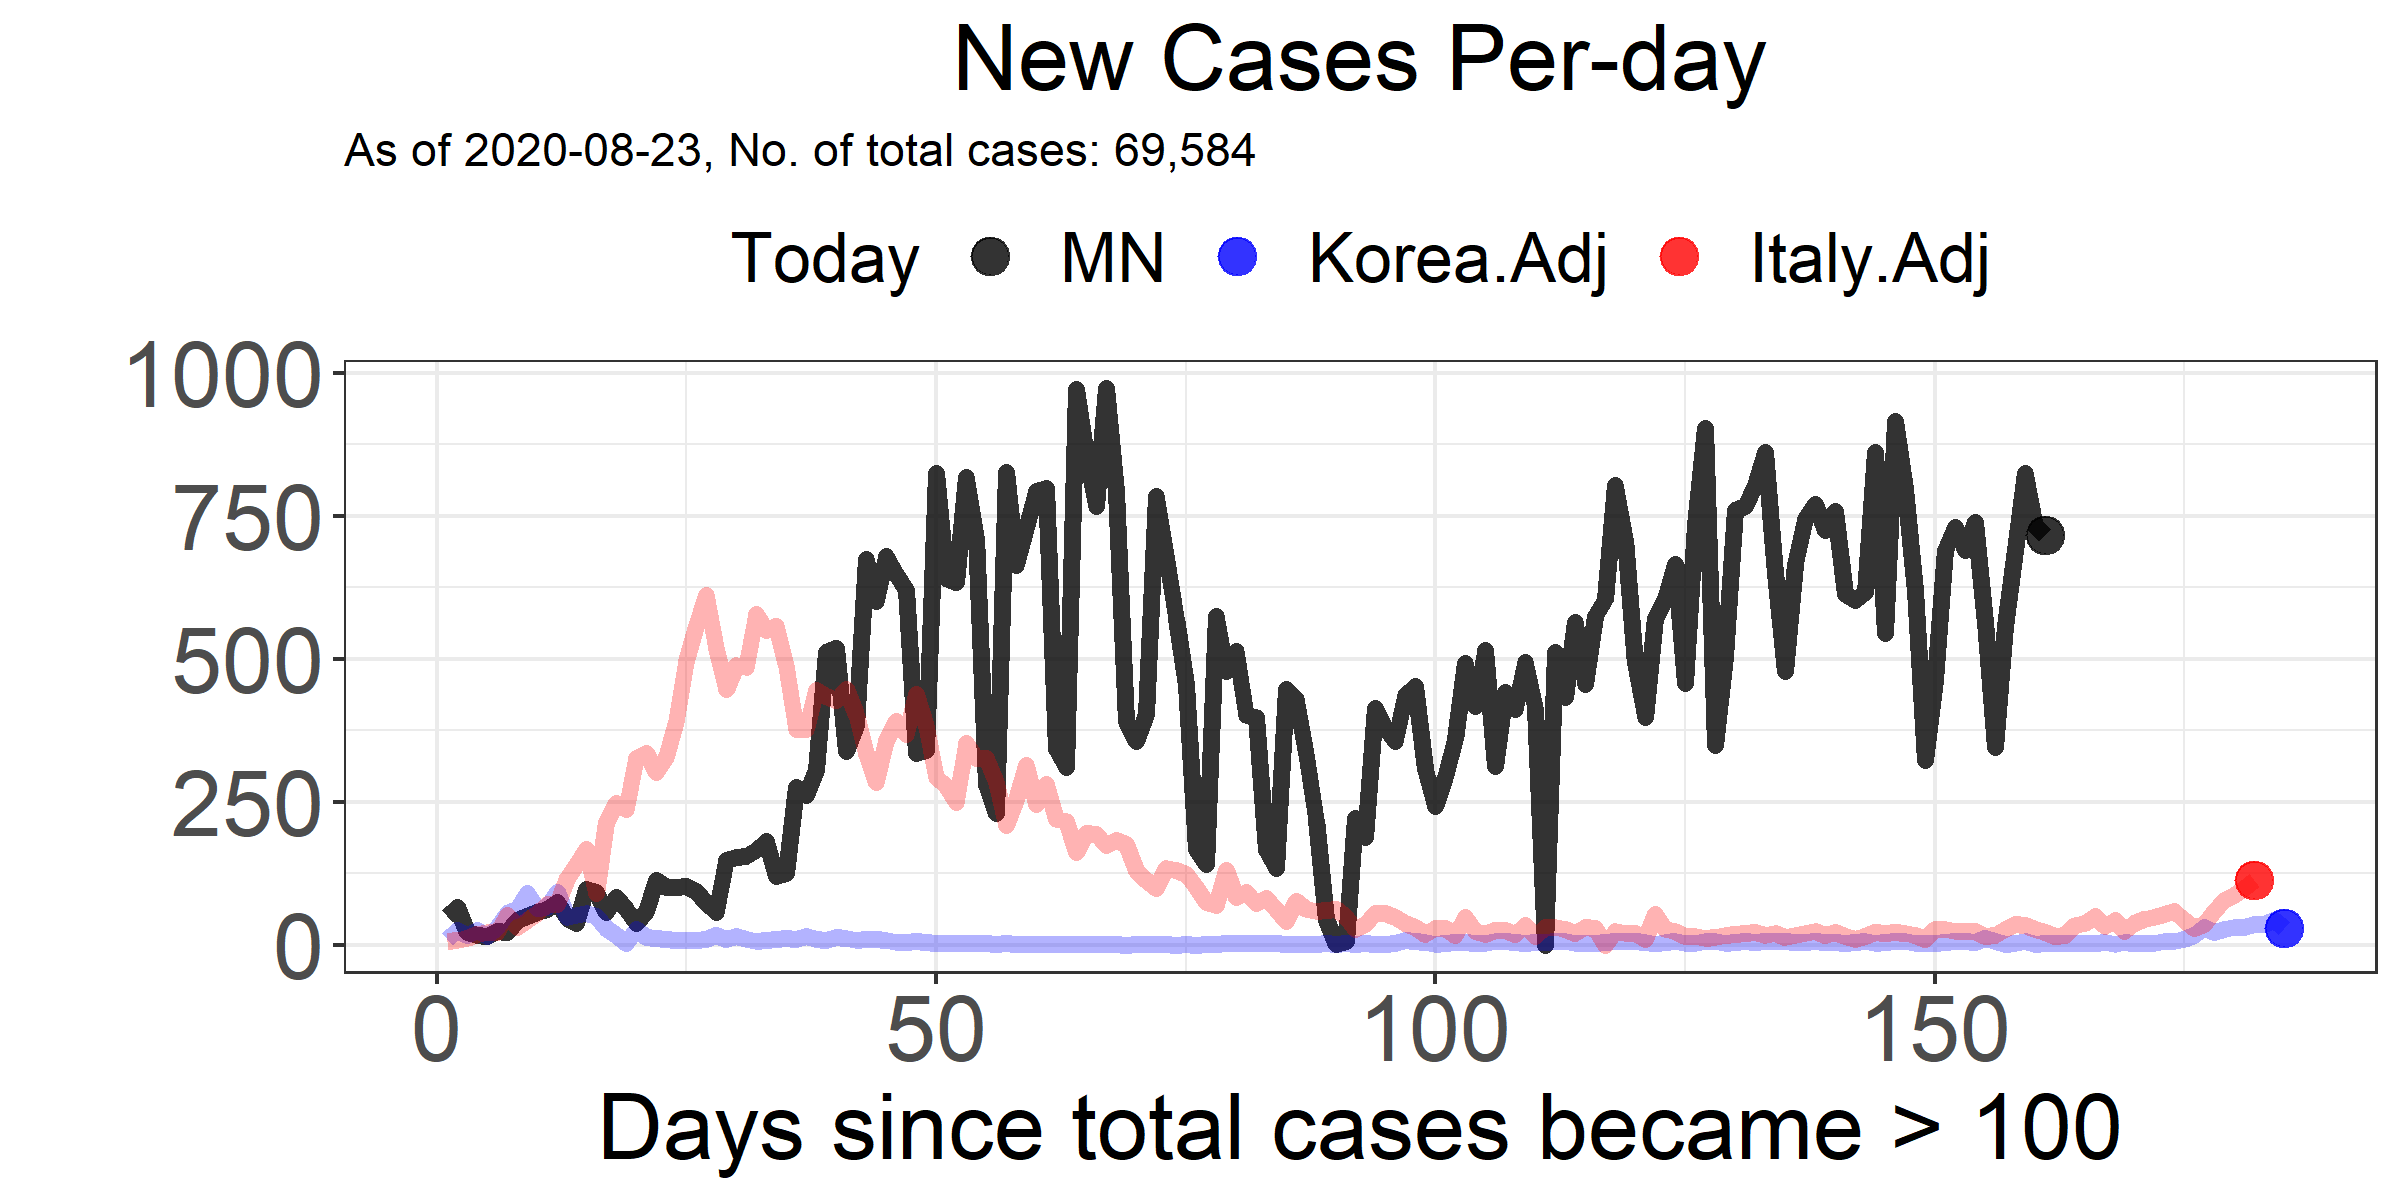 New Cases Per-day
As of 2020-08-23, No. of total cases: 69,584
Today MN Korea.Adj Italy.Adj
1000
750
500
250
0
0 50 100 150
Days since total cases became > 100